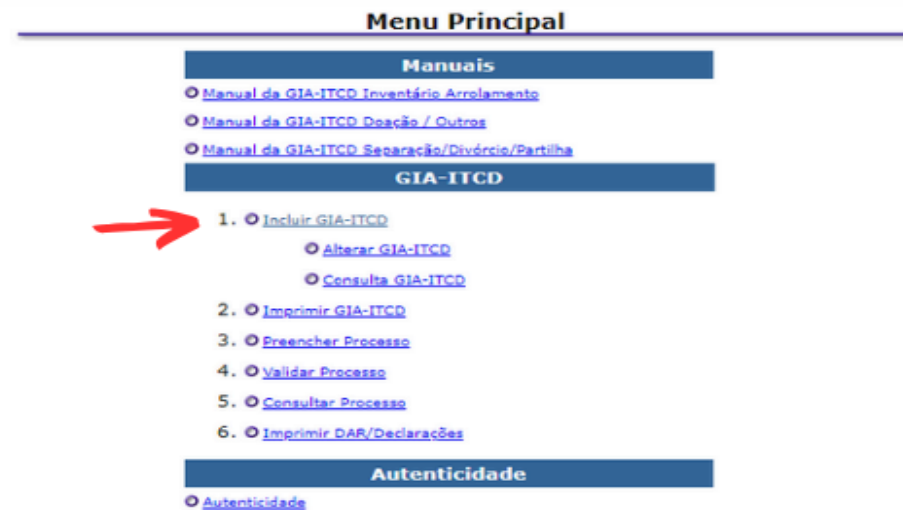 Menu Principal
Manuais
Manual da GIA-ITCD Inventário Arrolamento
Manual da GIA-ITCD Doação / Outros
Manual da GIA-ITCD Separação/Divórcio/Partilha
GIA-ITCD
1. Incluir GIA-ITCD
Alterar GIA-ITCD
Consulta GIA-ITCD
2. Imprimir GIA-ITCD
3. Preencher Processo
4. Validar Processo
5. Consultar Processo
6. Imprimir DAR/Declarações
Autenticidade
Autenticidade